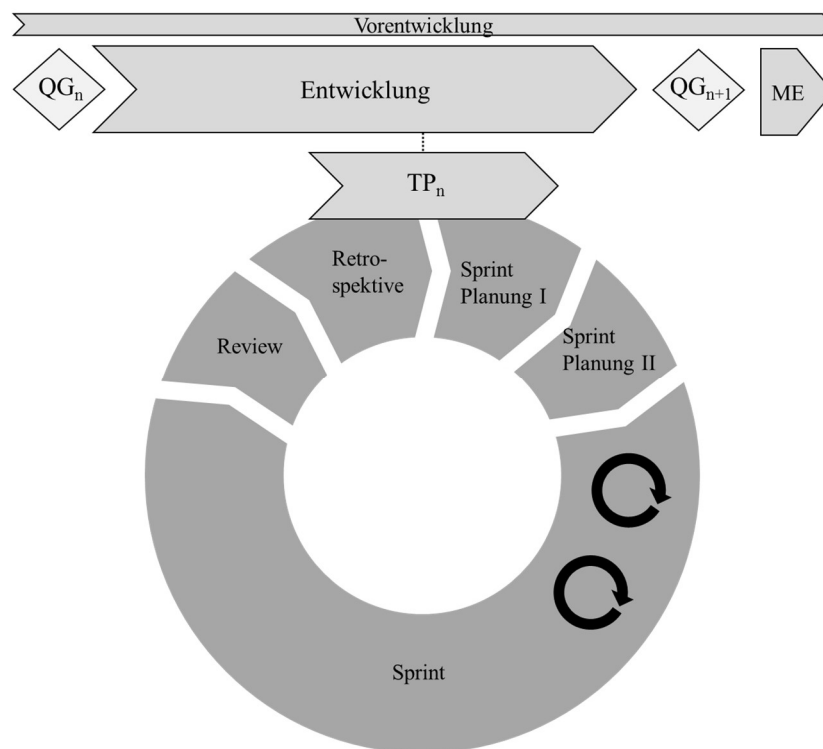 Vorentwicklung
QGn
Entwicklung
QGn+1
ME
TPn
Retro-
spektive
Sprint
Planung I
Review
Sprint
Planung II
Sprint